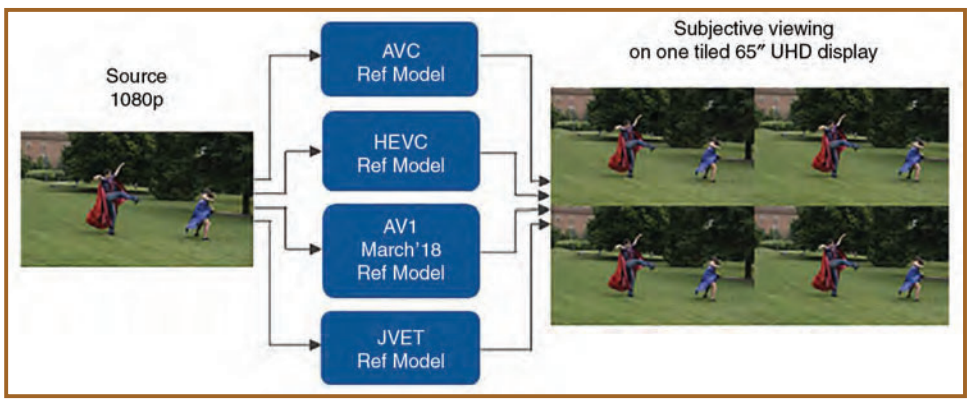 Source
1080p
AVC
Ref Model
HEVC
Ref Model
AV1
March'18
Ref Model
JVET
Ref Model
Subjective viewing
on one tiled 65″ UHD display